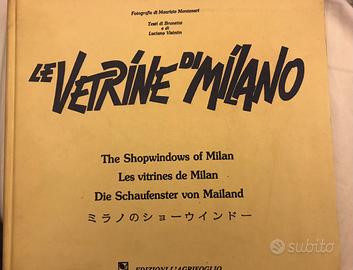 Fotografie di Maurizio Montanari
Testi di Brunetta
e di
Luciano Visintin
LE VETRINE DI MILANO
The Shopwindows of Milan
Les vitrines de Milan
Die Schaufenster von Mailand
ミラノのショーウインドー
EDIZIONI L'AGRIFOGLIO
subito